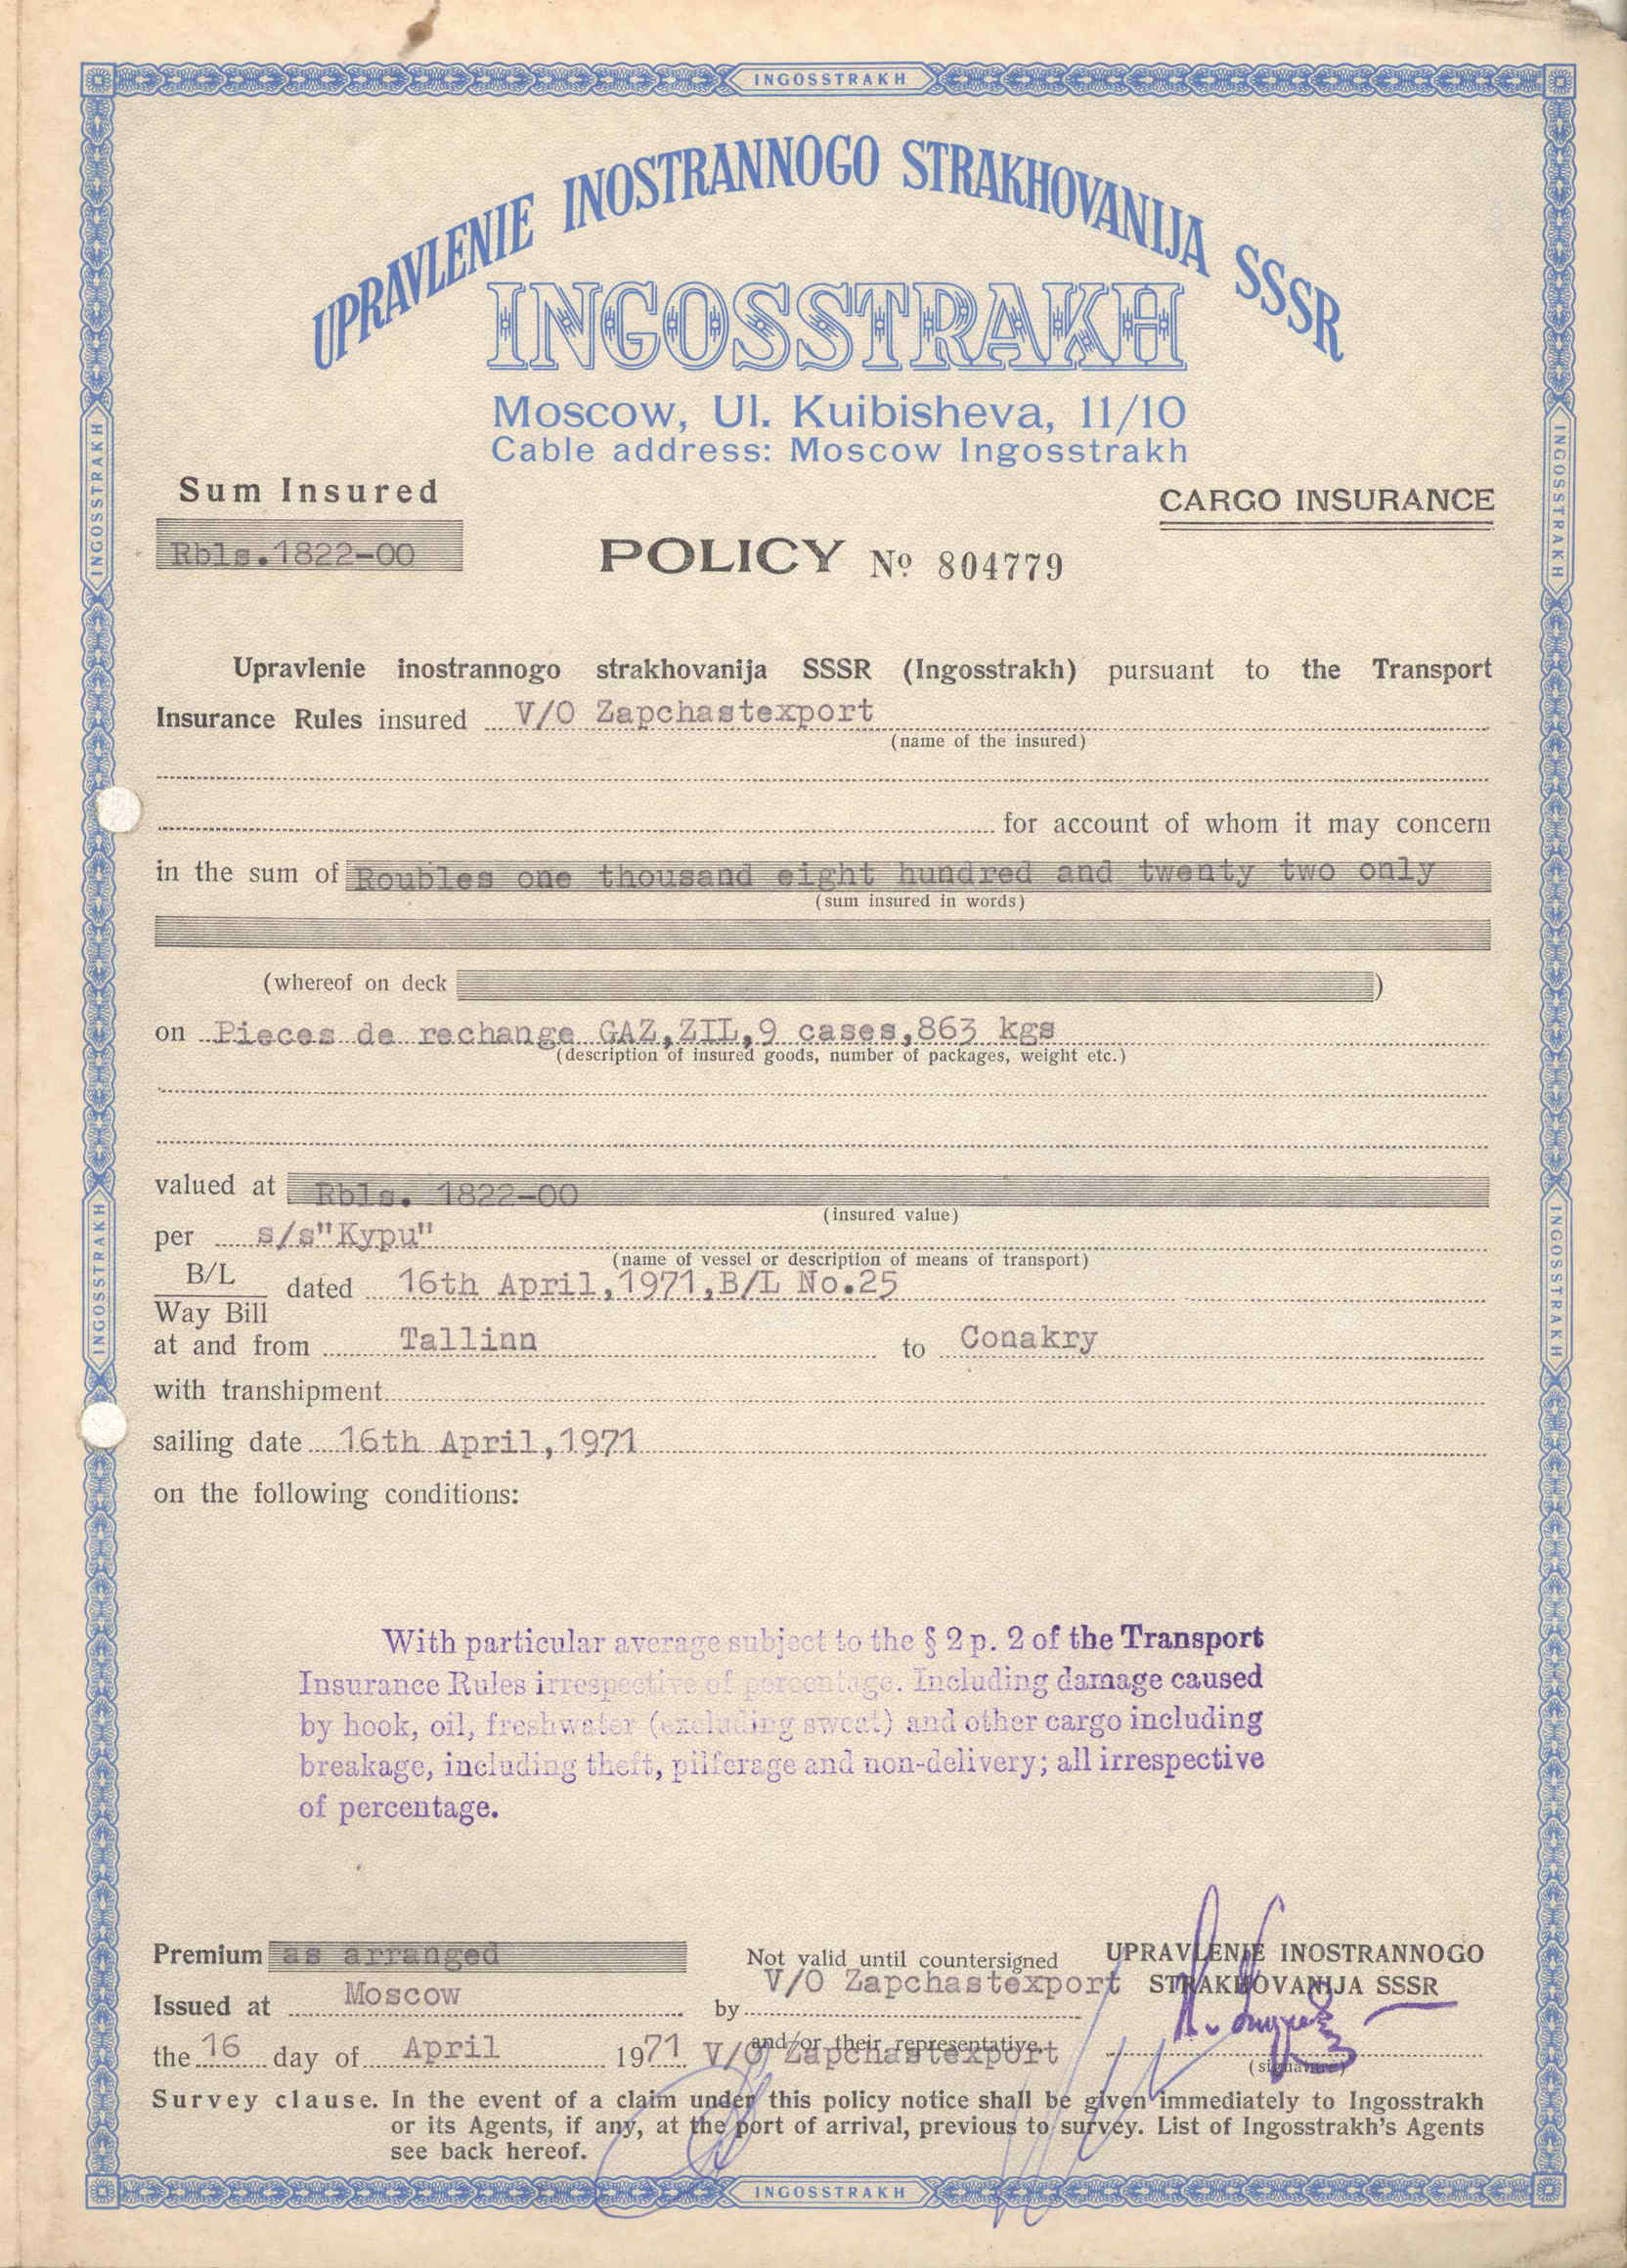 INGOSSTRAKH
UPRAVLENIE INOSTRANNOGO STRAKHOVANIJA SSSR
INGOSSTRAKH
Moscow, Ul. Kuibisheva, 11/10
Cable address: Moscow Ingosstrakh
Sum Insured
CARGO INSURANCE
Rbls.1822-00
POLICY № 804779
Upravlenie inostrannogo strakhovanija SSSR (Ingosstrakh) pursuant to the Transport
Insurance Rules insured V/O Zapchastexport
(name of the insured)
for account of whom it may concern
in the sum of Roubles one thousand eight hundred and twenty two only
(sum insured in words)
(whereof on deck )
on Pieces de rechange GAZ,ZIL,9 cases,863 kgs
(description of insured goods, number of packages, weight etc.)
valued at Rbls. 1822-00
(insured value)
per s/s"Kypu"
(name of vessel or description of means of transport)
B/L
Way Bill
dated 16th April,1971,B/L No.25
at and from Tallinn to Conakry
with transhipment
sailing date 16th April,1971
on the following conditions:
With particular average subject to the § 2 p. 2 of the Transport
Insurance Rules irrespective of percentage. Including damage caused
by hook, oil, freshwater (excluding sweat) and other cargo including
breakage, including theft, pilferage and non-delivery; all irrespective
of percentage.
Premium as arranged
Not valid until countersigned
UPRAVLENIE INOSTRANNOGO
STRAKHOVANIJA SSSR
V/O Zapchastexport
Issued at Moscow
by
and/or their representative.
the 16 day of April 1971 V/O Zapchastexport
(signature)
Survey clause. In the event of a claim under this policy notice shall be given immediately to Ingosstrakh
or its Agents, if any, at the port of arrival, previous to survey. List of Ingosstrakh's Agents
see back hereof.
INGOSSTRAKH
INGOSSTRAKH
INGOSSTRAKH
INGOSSTRAKH
INGOSSTRAKH